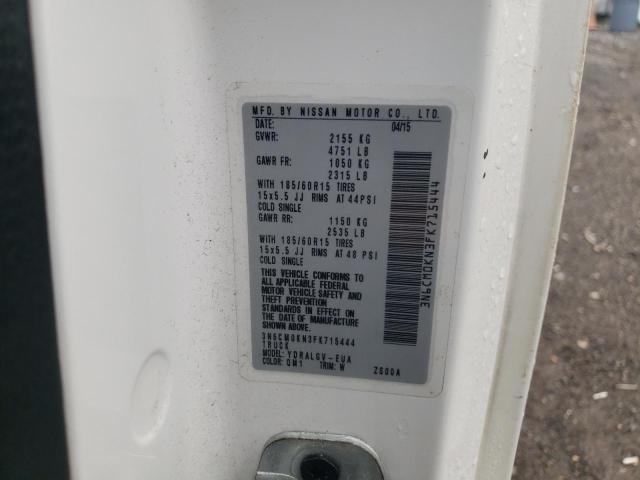 MFD. BY NISSAN MOTOR CO., LTD.
DATE: 04/15
GVWR: 2155 KG
4751 LB
GAWR FR: 1050 KG
2315 LB
WITH 185/60R15 TIRES
15x5.5 JJ RIMS AT 44PSI
COLD SINGLE
GAWR RR: 1150 KG
2535 LB
WITH 185/60R15 TIRES
15x5.5 JJ RIMS AT 48 PSI
COLD SINGLE
THIS VEHICLE CONFORMS TO
ALL APPLICABLE FEDERAL
MOTOR VEHICLE SAFETY AND
THEFT PREVENTION
STANDARDS IN EFFECT ON
THE DATE OF MANUFACTURE
SHOWN ABOVE.
3N6CM0KN3FK715444
TRUCK
MODEL: YDRALGV-EUA
COLOR: QM1 TRIM: W ZS00A
3N6CM0KN3FK715444